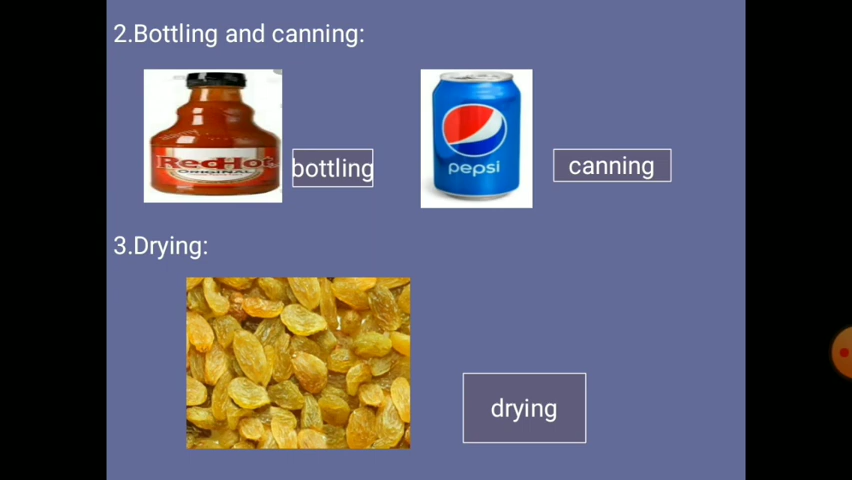 2.Bottling and canning:
RedHot
ORIGINAL
bottling
pepsi
canning
3.Drying:
drying